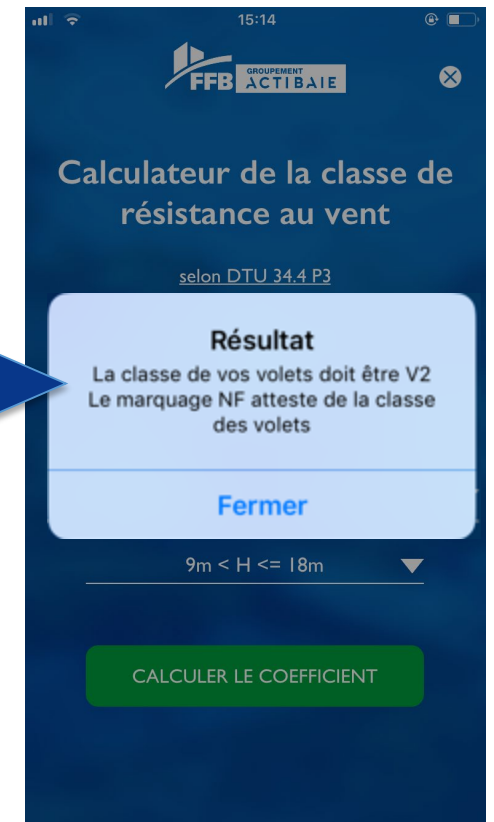 15:14
FFB GROUPEMENT ACTIBAIE
Calculateur de la classe de
résistance au vent
selon DTU 34.4 P3
Résultat
La classe de vos volets doit être V2
Le marquage NF atteste de la classe
des volets
Fermer
9m < H <= 18m
CALCULER LE COEFFICIENT